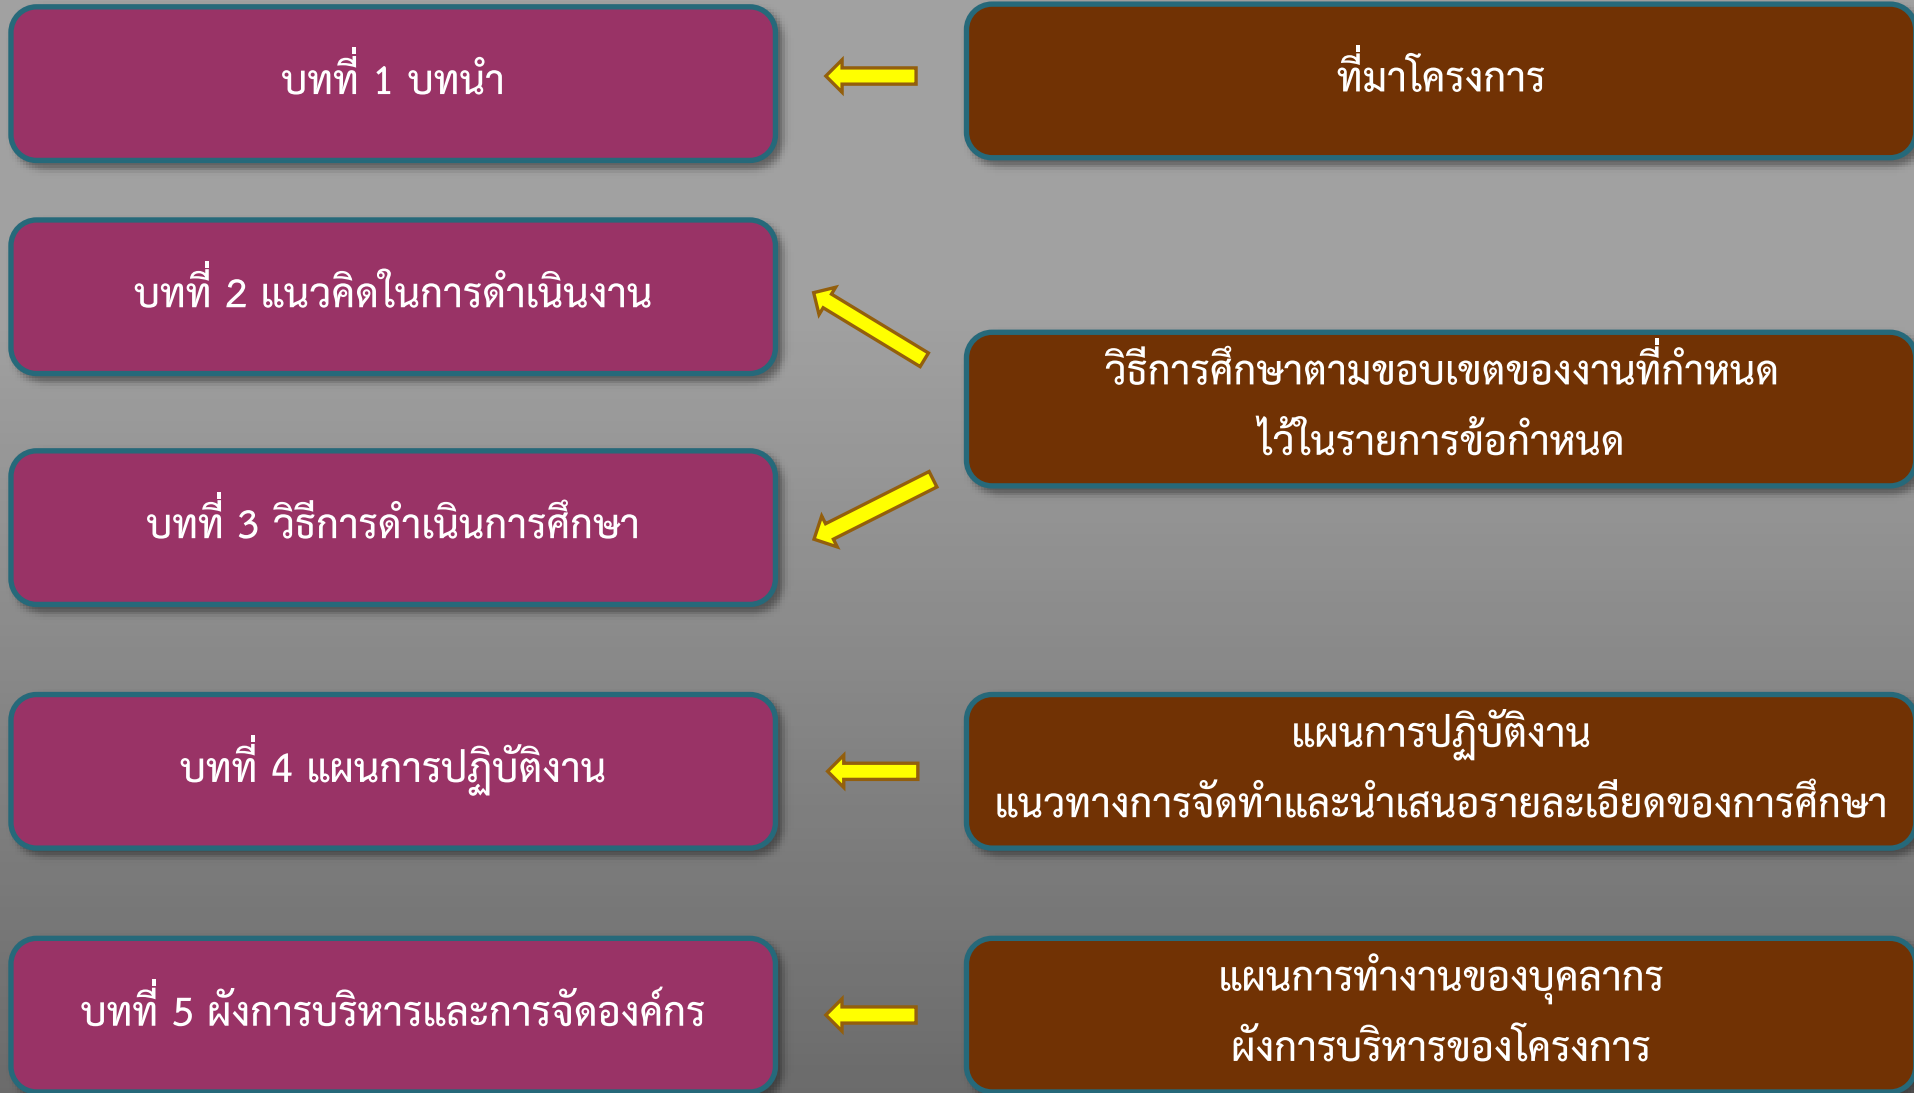 บทที่ 1 บทนำ
ที่มาโครงการ
บทที่ 2 แนวคิดในการดำเนินงาน
วิธีการศึกษาตามขอบเขตของงานที่กำหนด
ไว้ในรายการข้อกำหนด
บทที่ 3 วิธีการดำเนินการศึกษา
บทที่ 4 แผนการปฏิบัติงาน
แผนการปฏิบัติงาน
แนวทางการจัดทำและนำเสนอรายละเอียดของการศึกษา
บทที่ 5 ผังการบริหารและการจัดองค์กร
แผนการทำงานของบุคลากร
ผังการบริหารของโครงการ